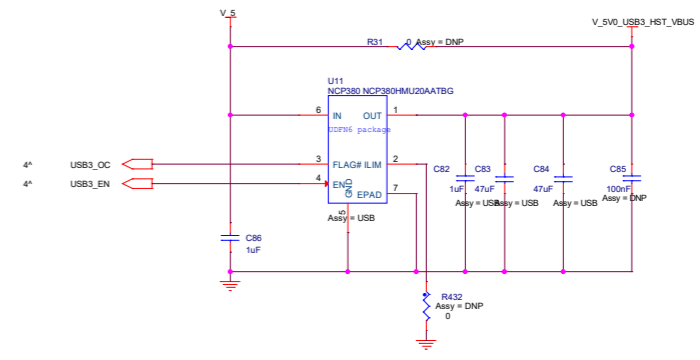 V_5
V_5V0_USB3_HST_VBUS
R31 0 Assy = DNP
U11
NCP380 NCP380HMU20AATBG
6 IN OUT 1
UDFN6 package
4^ USB3_OC 3 FLAG# ILIM 2
4^ USB3_EN 4 EN
EPAD 7
GND
5
Assy = USB
C82
1uF
C83
47uF
Assy = USB
C84
47uF
Assy = USB
C85
100nF
Assy = DNP
C86
1uF
R432
Assy = DNP
0